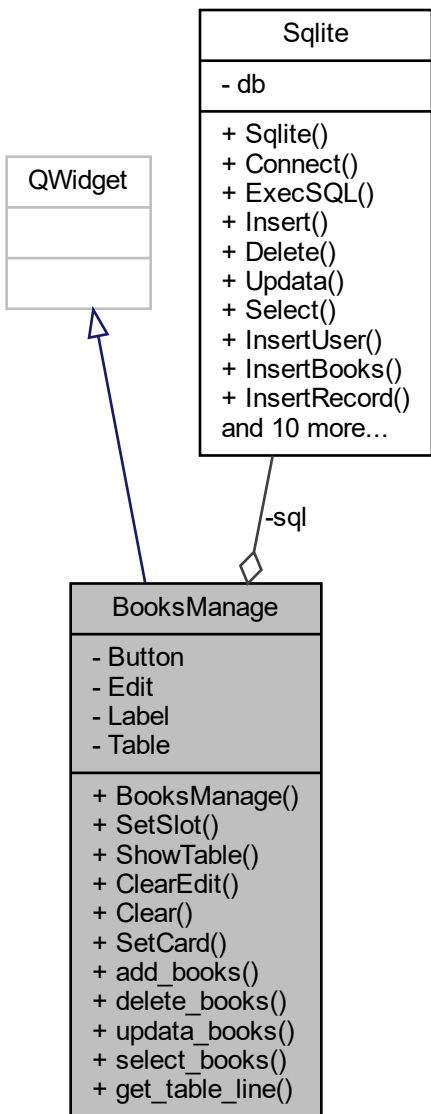 Sqlite
- db
+ Sqlite()
+ Connect()
+ ExecSQL()
+ Insert()
+ Delete()
+ Updata()
+ Select()
+ InsertUser()
+ InsertBooks()
+ InsertRecord()
and 10 more...
QWidget
-sql
BooksManage
- Button
- Edit
- Label
- Table
+ BooksManage()
+ SetSlot()
+ ShowTable()
+ ClearEdit()
+ Clear()
+ SetCard()
+ add_books()
+ delete_books()
+ updata_books()
+ select_books()
+ get_table_line()